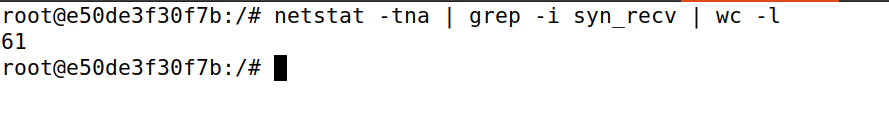 root@e50de3f30f7b:/# netstat -tna | grep -i syn_recv | wc -l
61
root@e50de3f30f7b:/#